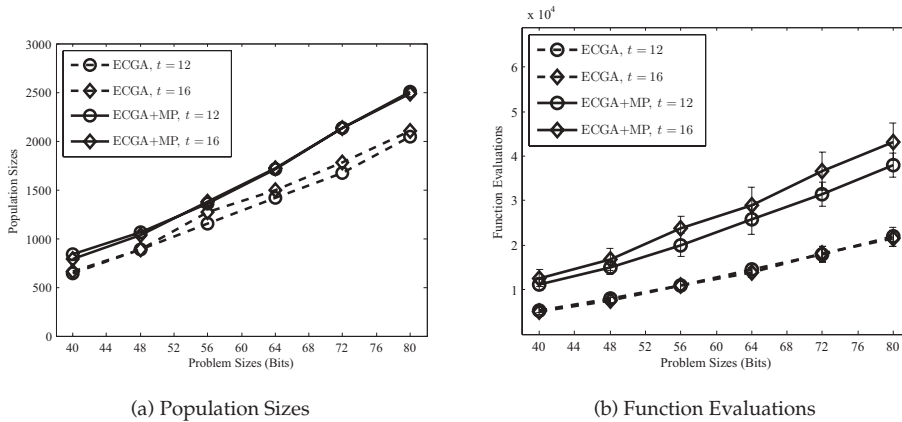 3000
2500
2000
1500
1000
500
0
Population Sizes
ECGA, t = 12
ECGA, t = 16
ECGA+MP, t = 12
ECGA+MP, t = 16
40 44 48 52 56 60 64 68 72 76 80
Problem Sizes (Bits)
(a) Population Sizes
x 10^4
6
5
4
3
2
1
Function Evaluations
ECGA, t = 12
ECGA, t = 16
ECGA+MP, t = 12
ECGA+MP, t = 16
40 44 48 52 56 60 64 68 72 76 80
Problem Sizes (Bits)
(b) Function Evaluations